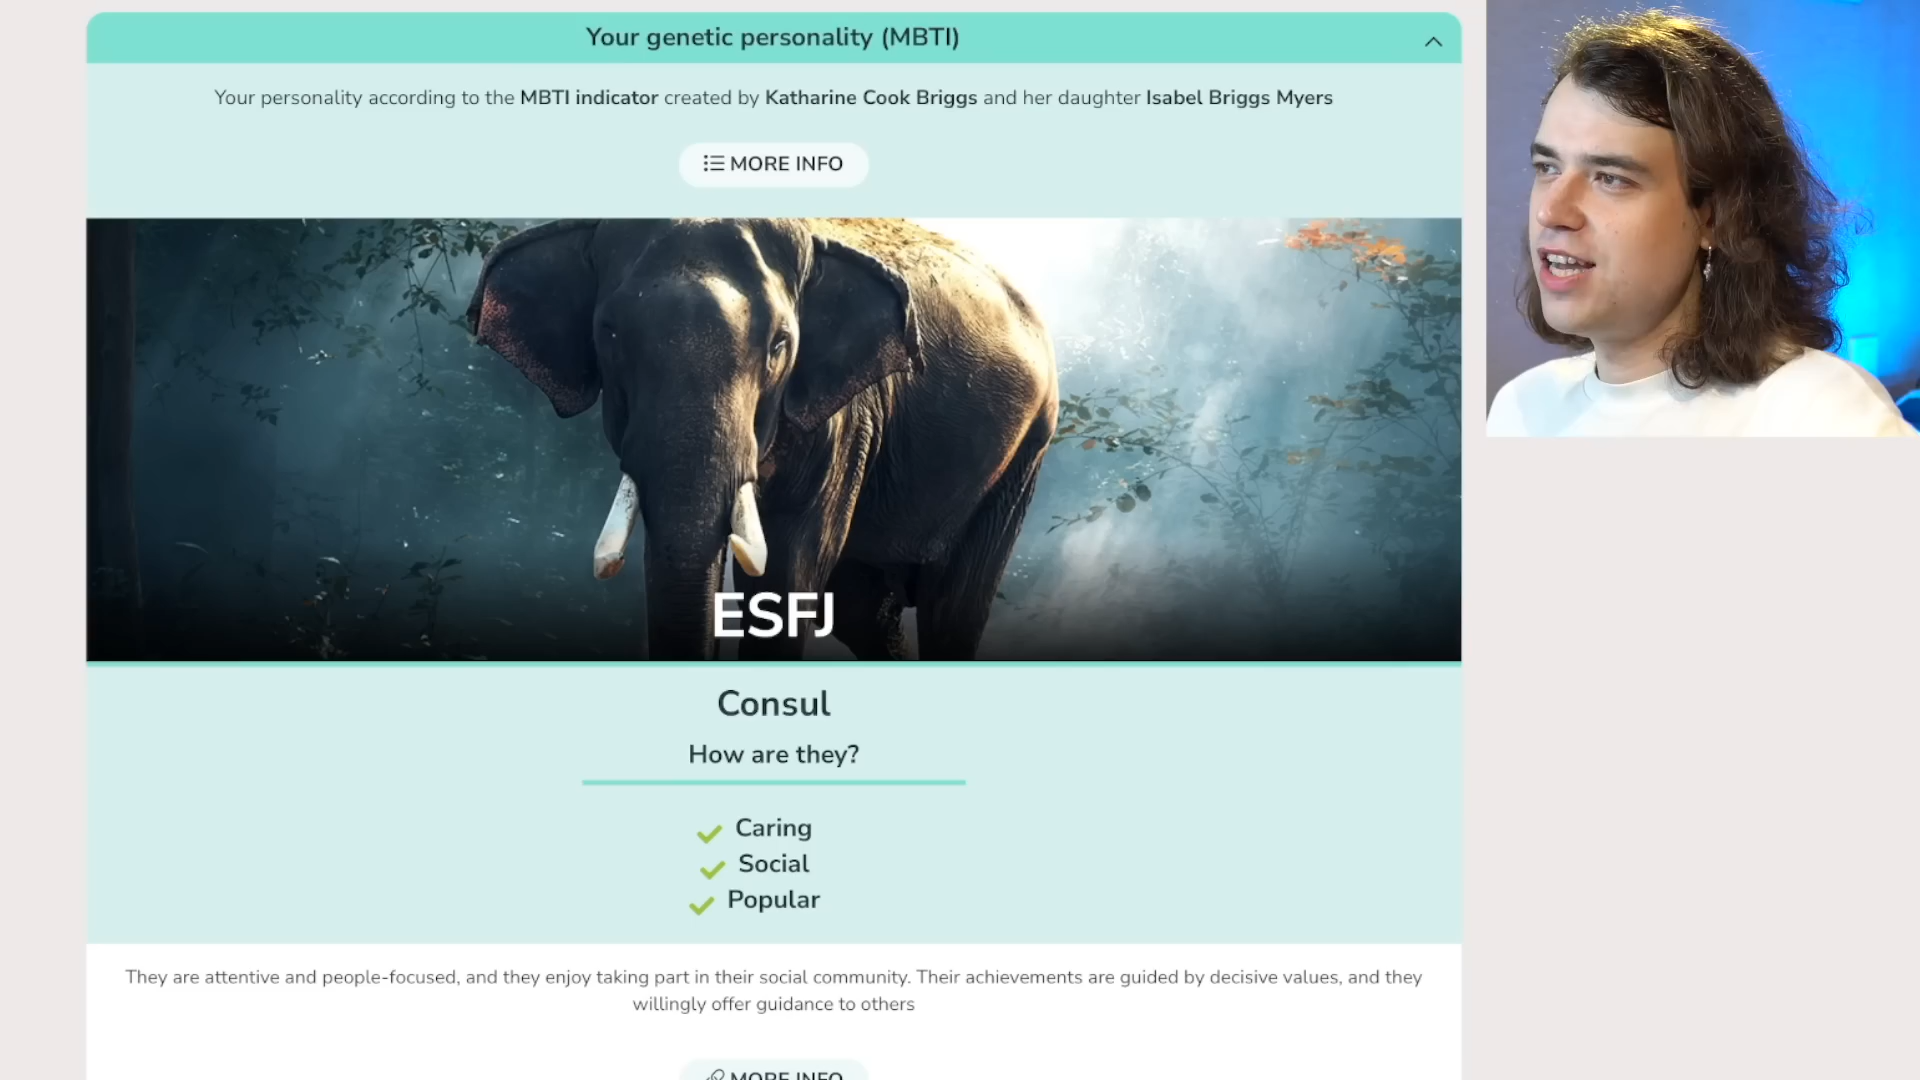 Your genetic personality (MBTI)
Your personality according to the MBTI indicator created by Katharine Cook Briggs and her daughter Isabel Briggs Myers
MORE INFO
ESFJ
Consul
How are they?
Caring
Social
Popular
They are attentive and people-focused, and they enjoy taking part in their social community. Their achievements are guided by decisive values, and they
willingly offer guidance to others
MORE INFO